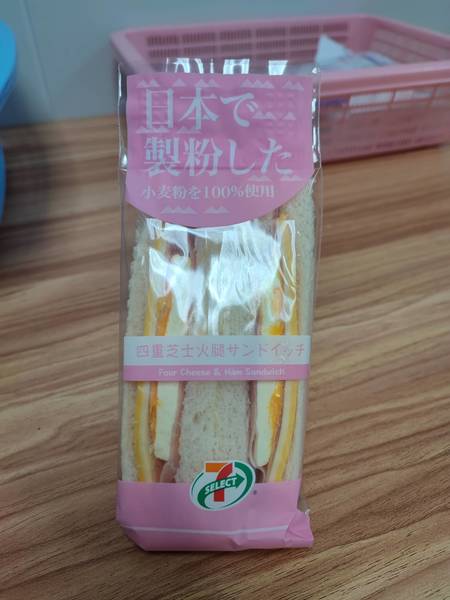 日本で
製粉した
小麦粉を100%使用
四重芝士火腿サンドイッチ
Four Cheese & Ham Sandwich
7
SELECT
®